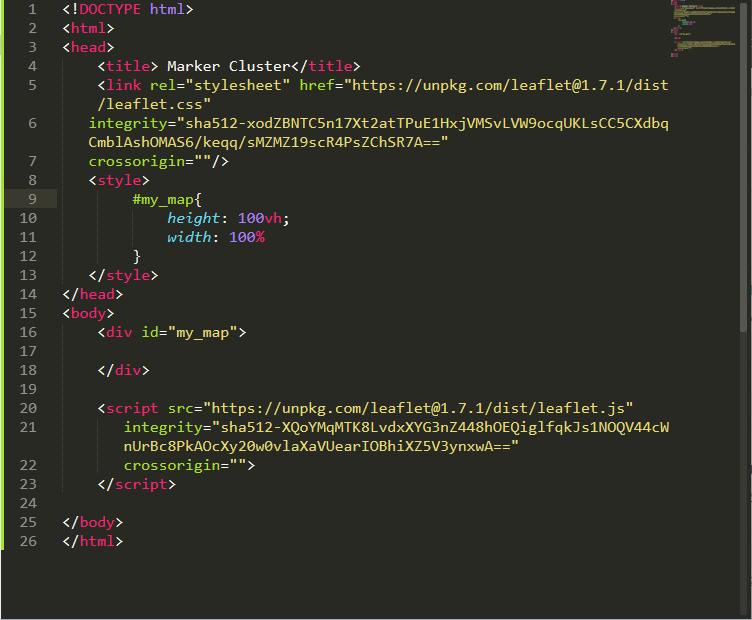 1 <!DOCTYPE html>
2 <html>
3 <head>
4 <title> Marker Cluster</title>
5 <link rel="stylesheet" href="https://unpkg.com/leaflet@1.7.1/dist
/leaflet.css"
6 integrity="sha512-xodZBNTC5n17Xt2atTPuE1HxjVMSvLVW9ocqUKLsCC5CXdbq
CmblAshOMAS6/keqq/sMZMZ19scR4PsZChSR7A=="
7 crossorigin=""/>
8 <style>
9 #my_map{
10 height: 100vh;
11 width: 100%
12 }
13 </style>
14 </head>
15 <body>
16 <div id="my_map">
17
18 </div>
19
20 <script src="https://unpkg.com/leaflet@1.7.1/dist/leaflet.js"
21 integrity="sha512-XQoYMqMTK8LvdxXYG3nZ448hOEQiglfqkJs1NOQV44cW
nUrBc8PkAOcXy20w0vlaXaVUearIOBhiXZ5V3ynxwA=="
22 crossorigin="">
23 </script>
24
25 </body>
26 </html>